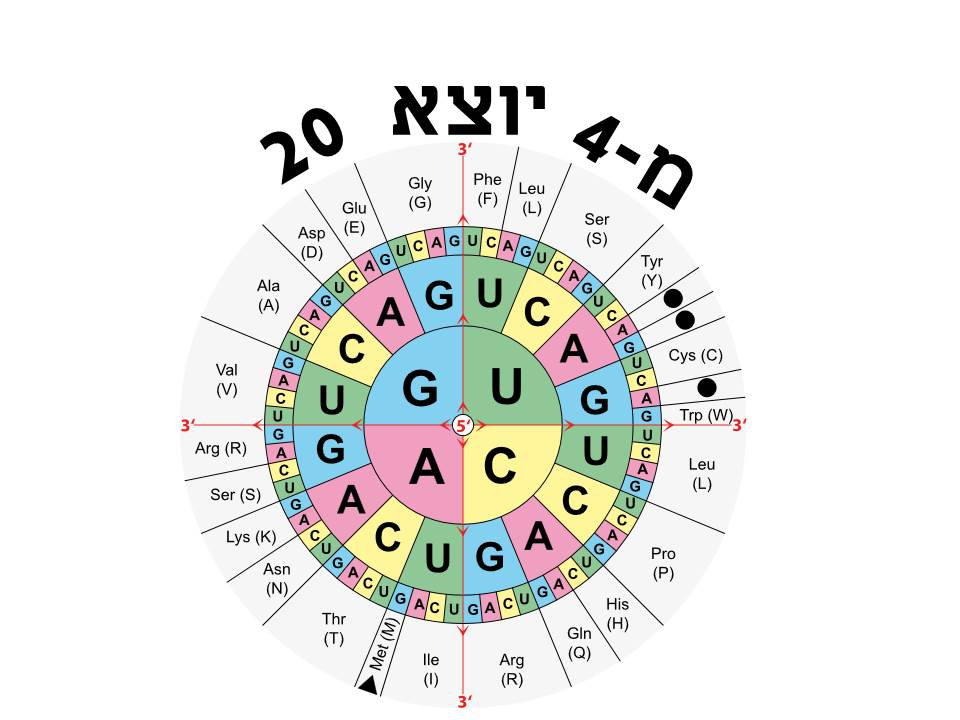 מ-4 יוצא 20
3‘
Phe
(F)
Leu
(L)
Ser
(S)
Tyr
(Y)
Cys (C)
Trp (W)
3‘
Leu
(L)
Pro
(P)
His
(H)
Gln
(Q)
Arg
(R)
3‘
Ile
(I)
Met (M)
Thr
(T)
Asn
(N)
Lys (K)
Ser (S)
Arg (R)
3‘
Val
(V)
Ala
(A)
Asp
(D)
Glu
(E)
Gly
(G)
U C A G U C A G U C A G U C A G
U C A G U C A G U C A G U C A G
U C A G U C A G U C A G U C A G
U C A G U C A G U C A G U C A G
U C A G
U C A G
U C A G
U C A G
U C A G
5‘